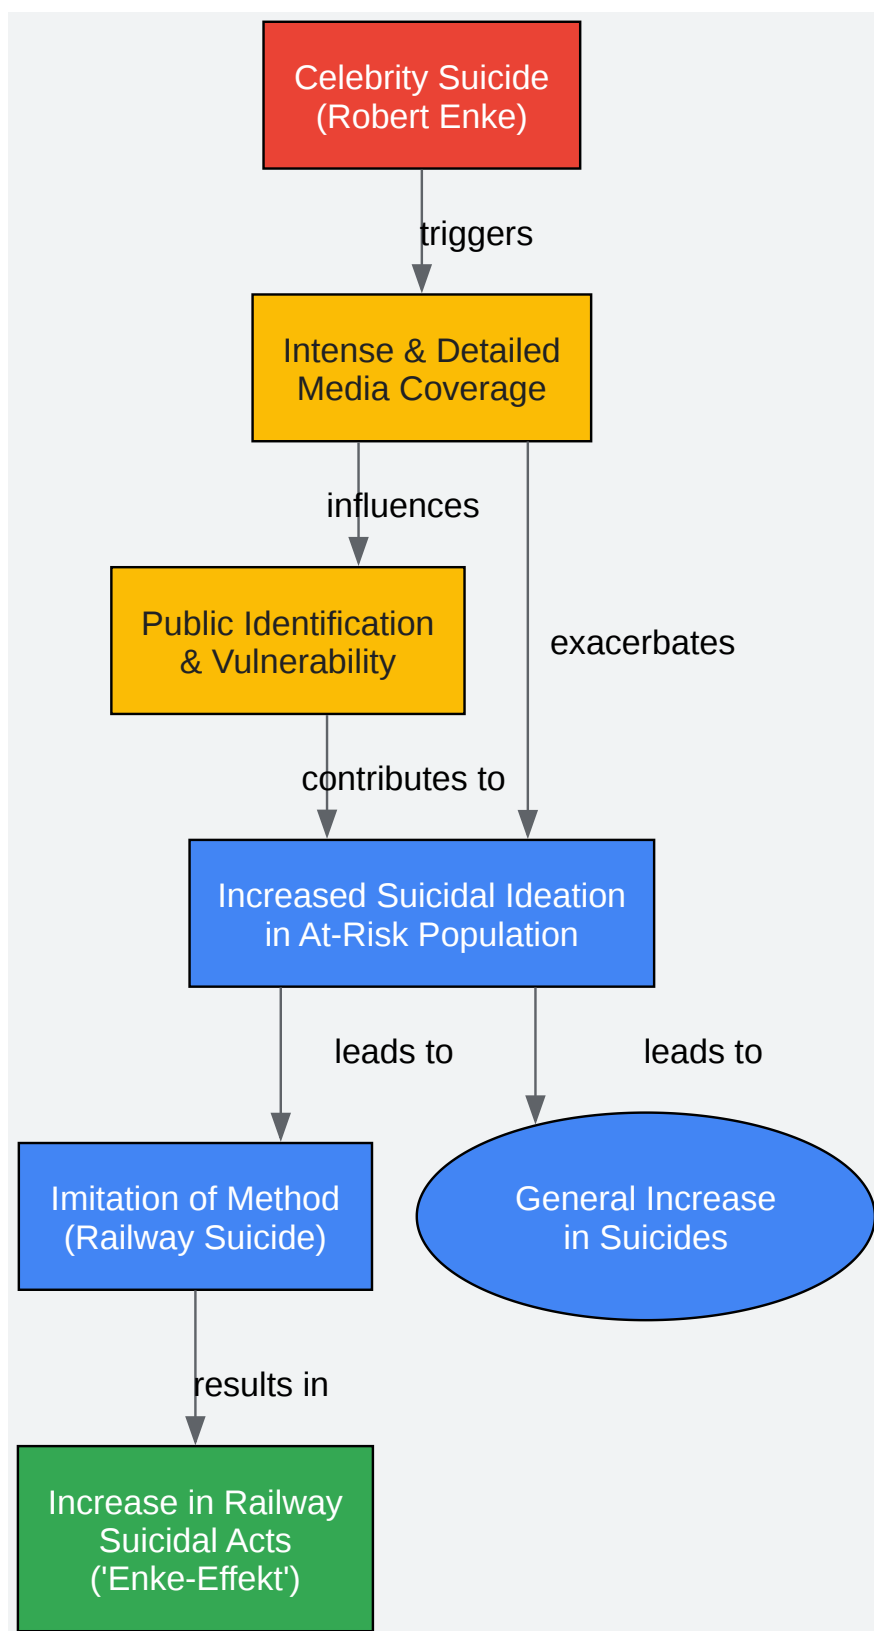 Celebrity Suicide
(Robert Enke)
triggers
Intense & Detailed
Media Coverage
influences
Public Identification
& Vulnerability
exacerbates
contributes to
Increased Suicidal Ideation
in At-Risk Population
leads to
leads to
Imitation of Method
(Railway Suicide)
General Increase
in Suicides
results in
Increase in Railway
Suicidal Acts
('Enke-Effekt')